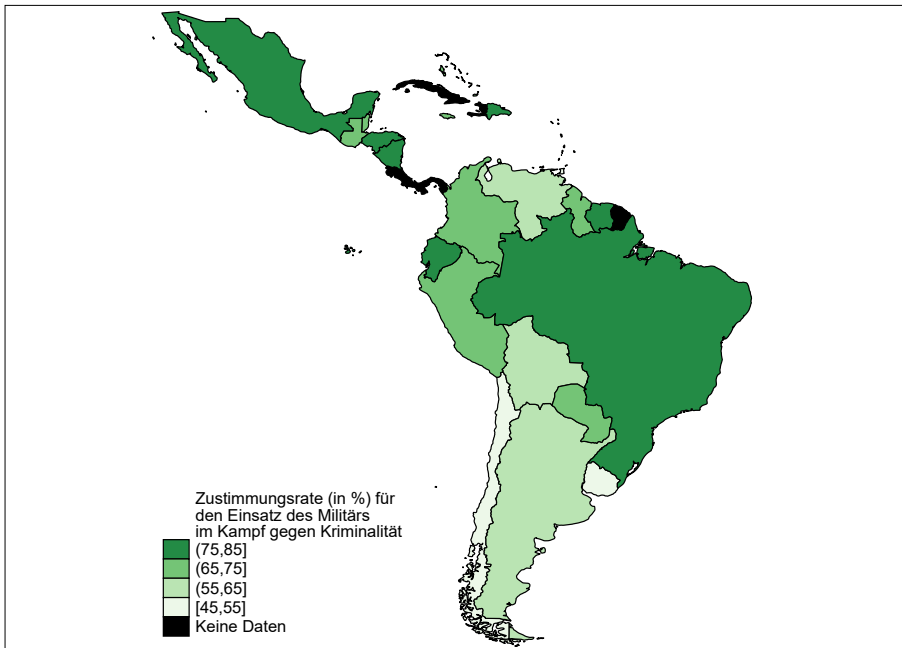 Zustimmungsrate (in %) für
den Einsatz des Militärs
im Kampf gegen Kriminalität
(75,85]
(65,75]
(55,65]
[45,55]
Keine Daten